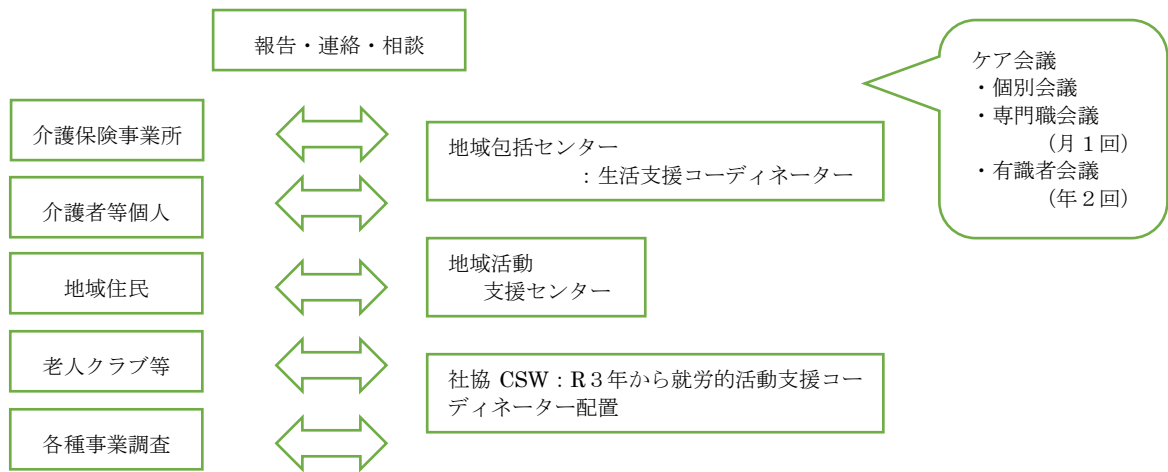 報告・連絡・相談
ケア会議
・個別会議
・専門職会議
（月１回）
・有識者会議
（年２回）
介護保険事業所
地域包括センター
：生活支援コーディネーター
介護者等個人
地域活動
支援センター
地域住民
老人クラブ等
社協 CSW：R３年から就労的活動支援コー
ディネーター配置
各種事業調査